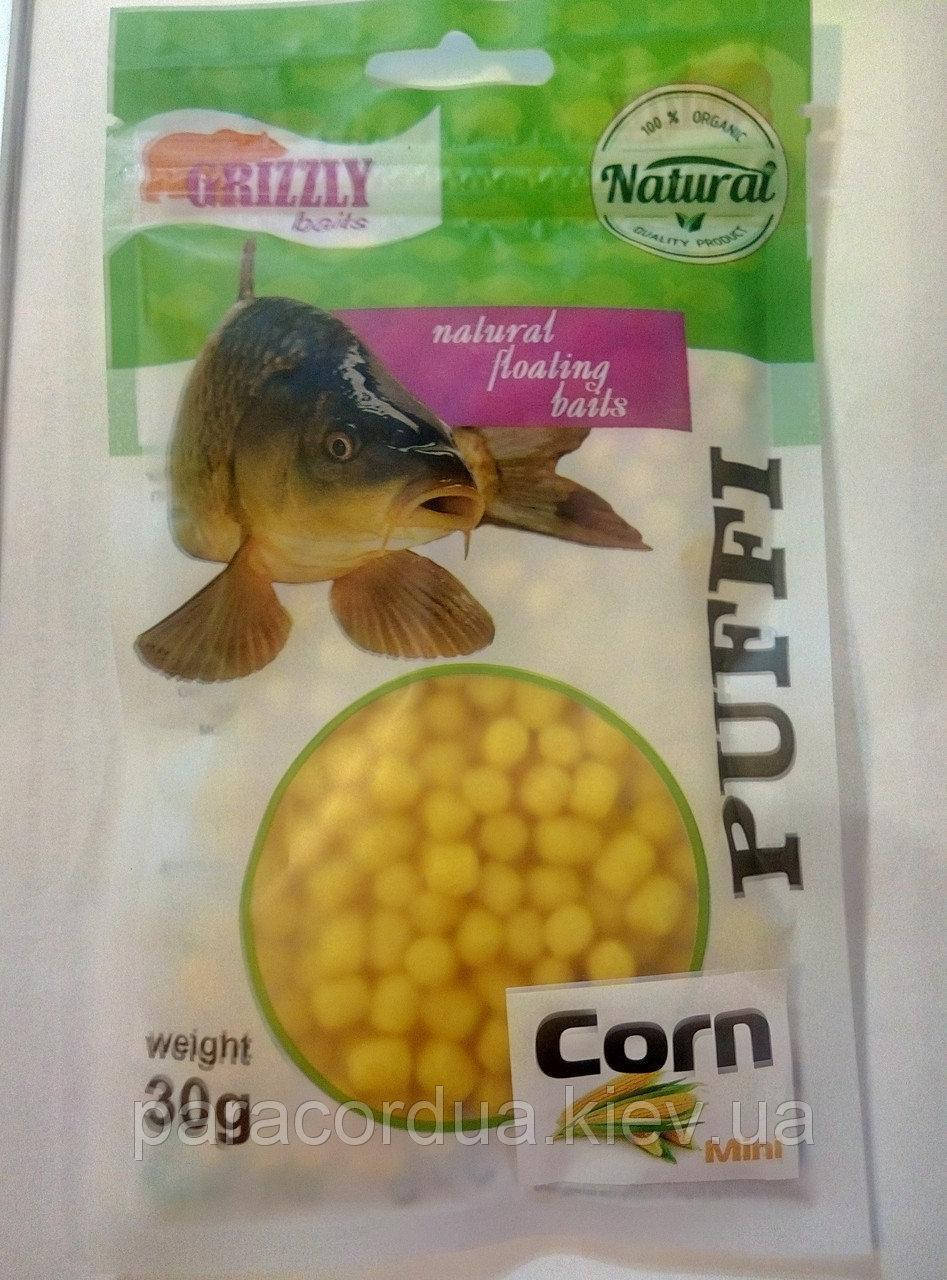 GRIZZLY
baits
100 % ORGANIC
Natural
QUALITY PRODUCT
natural
floating
baits
PUFFI
weight
30g
Corn
Mini
paracordua.kiev.ua